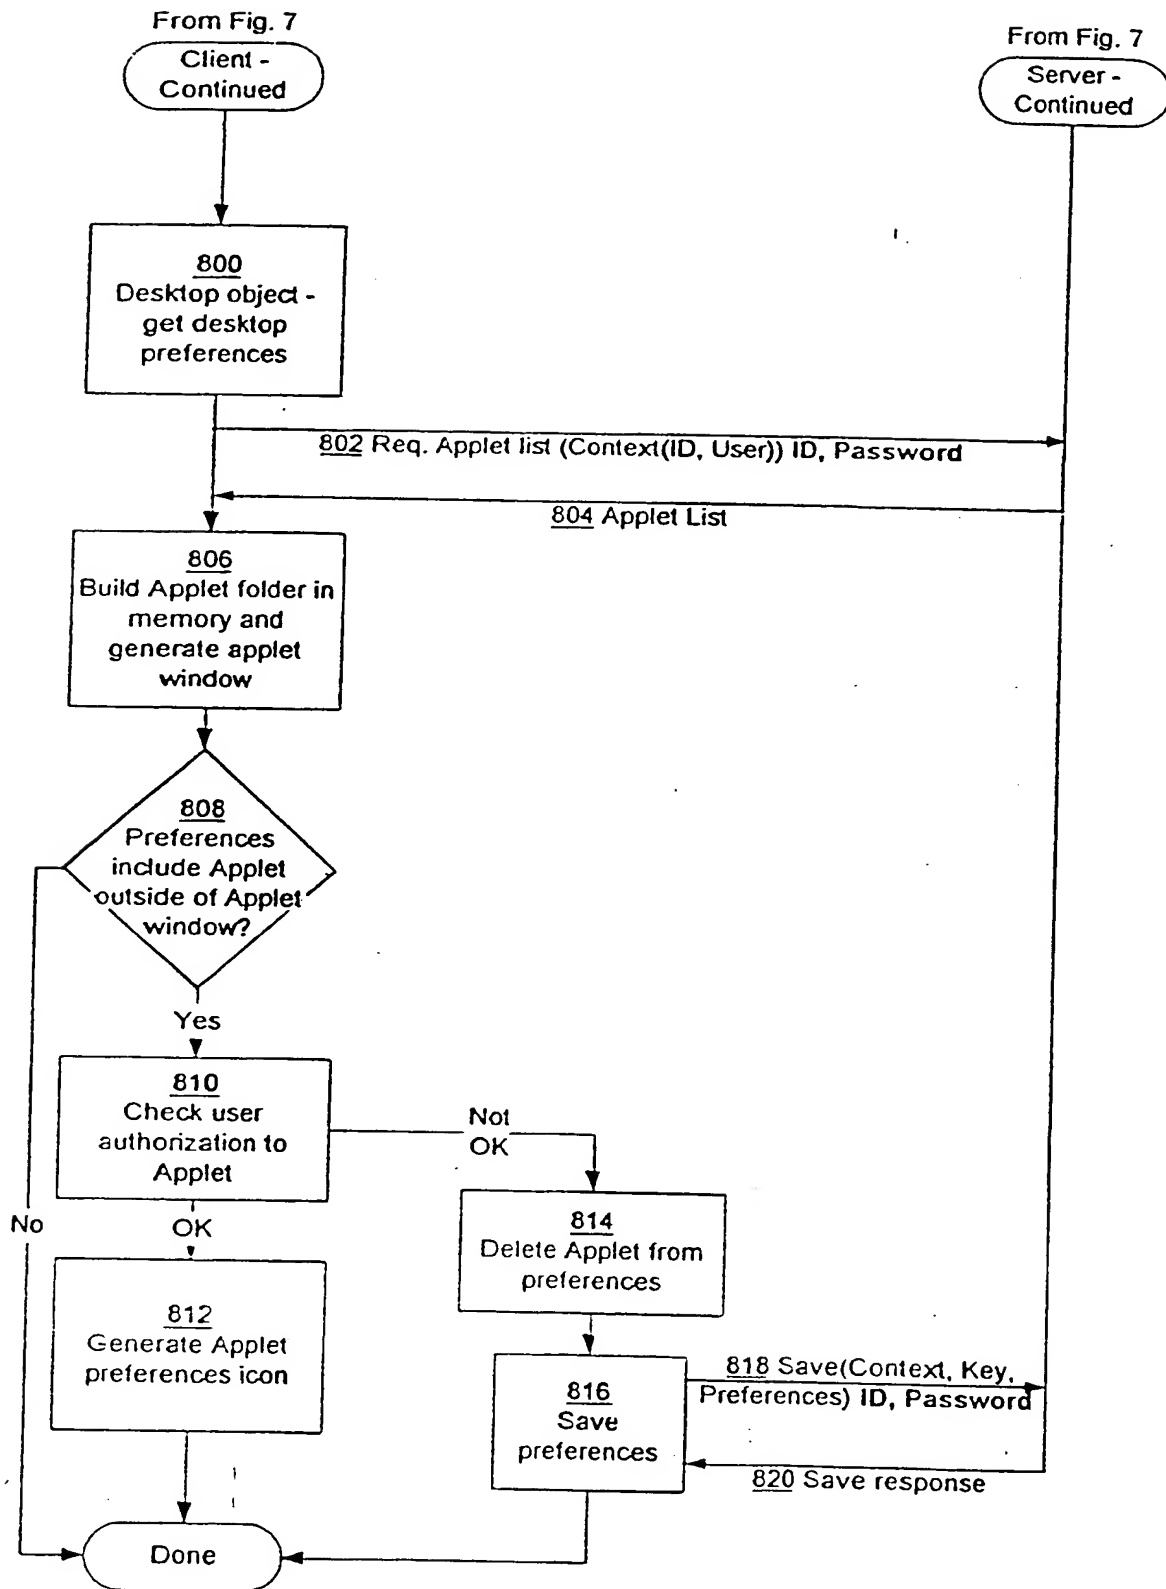 From Fig. 7
Client -
Continued
From Fig. 7
Server -
Continued
800
Desktop object -
get desktop
preferences
802 Req. Applet list (Context(ID, User)) ID, Password
804 Applet List
806
Build Applet folder in
memory and
generate applet
window
808
Preferences
include Applet
outside of Applet
window?
Yes
810
Check user
authorization to
Applet
Not
OK
No
OK
814
Delete Applet from
preferences
812
Generate Applet
preferences icon
816
Save
preferences
818 Save(Context, Key,
Preferences) ID, Password
820 Save response
Done